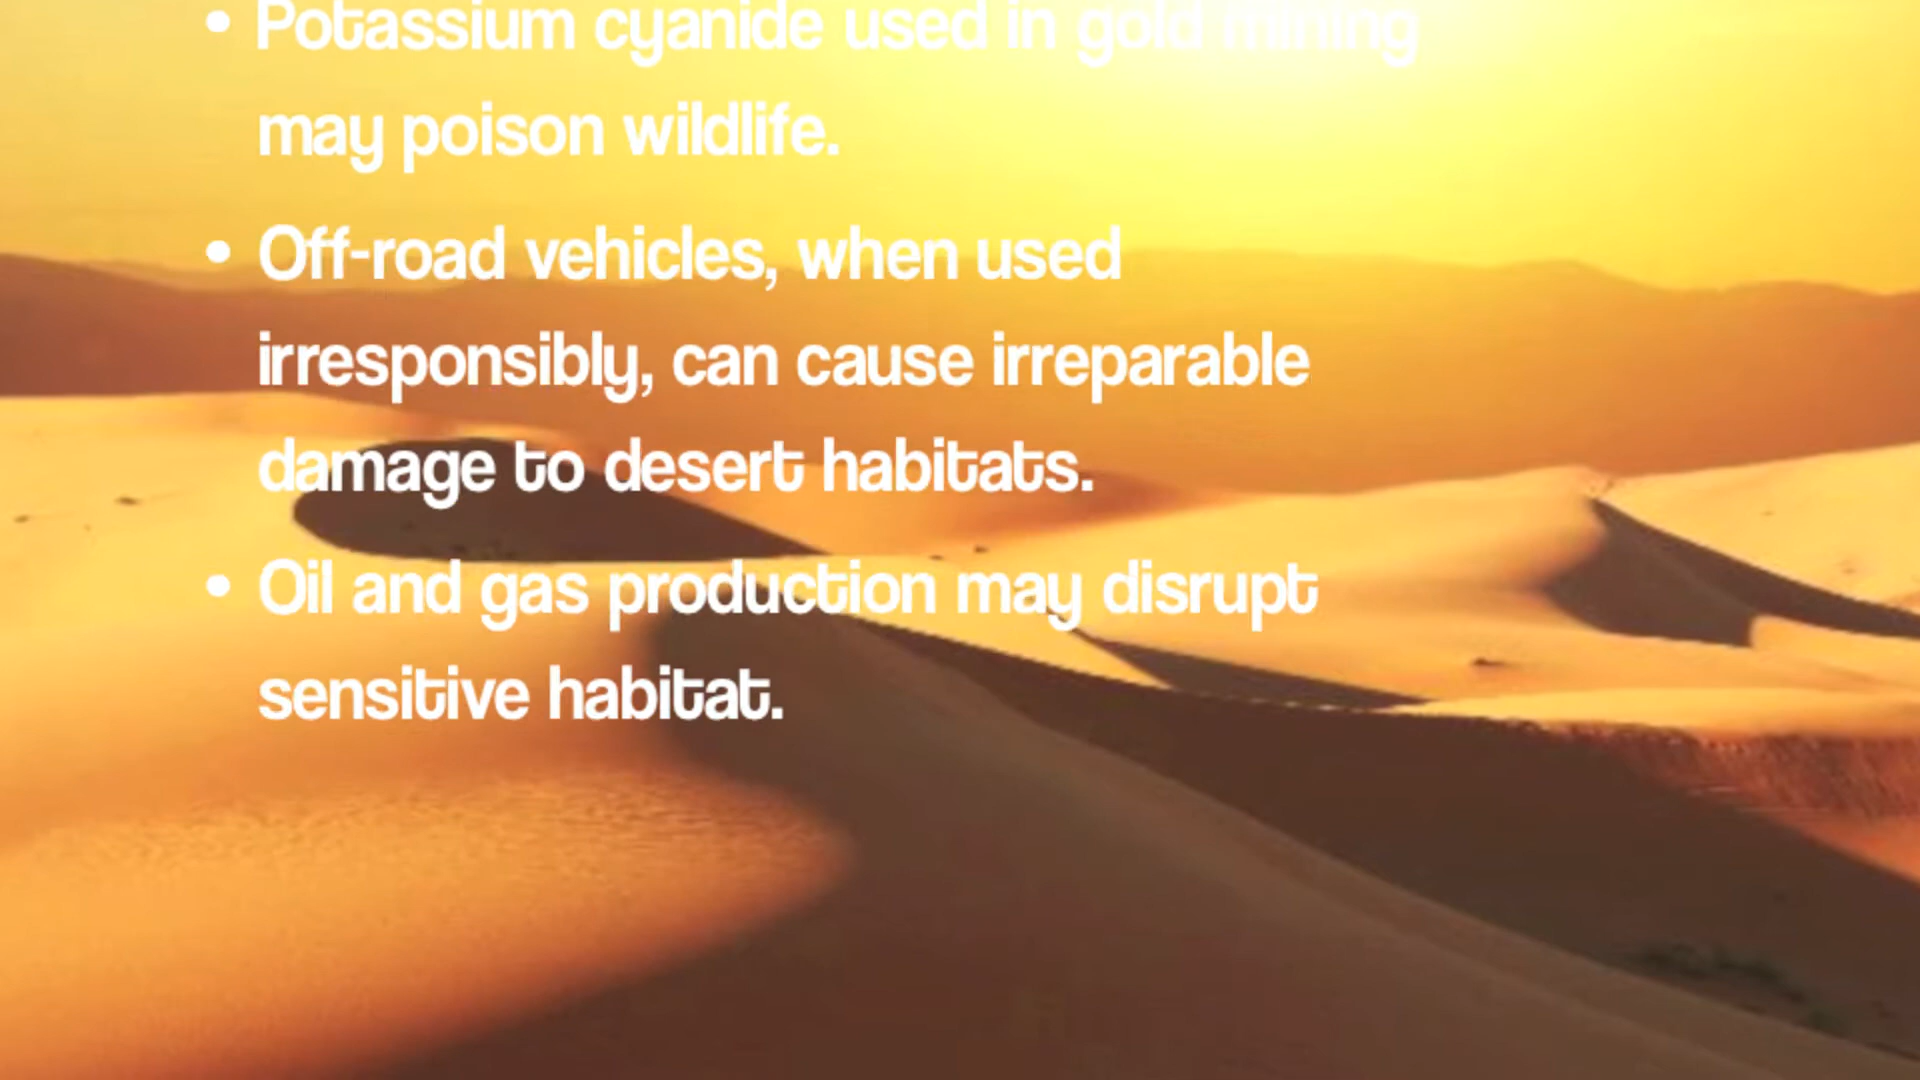 • Potassium cyanide used in gold mining
may poison wildlife.
• Off-road vehicles, when used
irresponsibly, can cause irreparable
damage to desert habitats.
• Oil and gas production may disrupt
sensitive habitat.